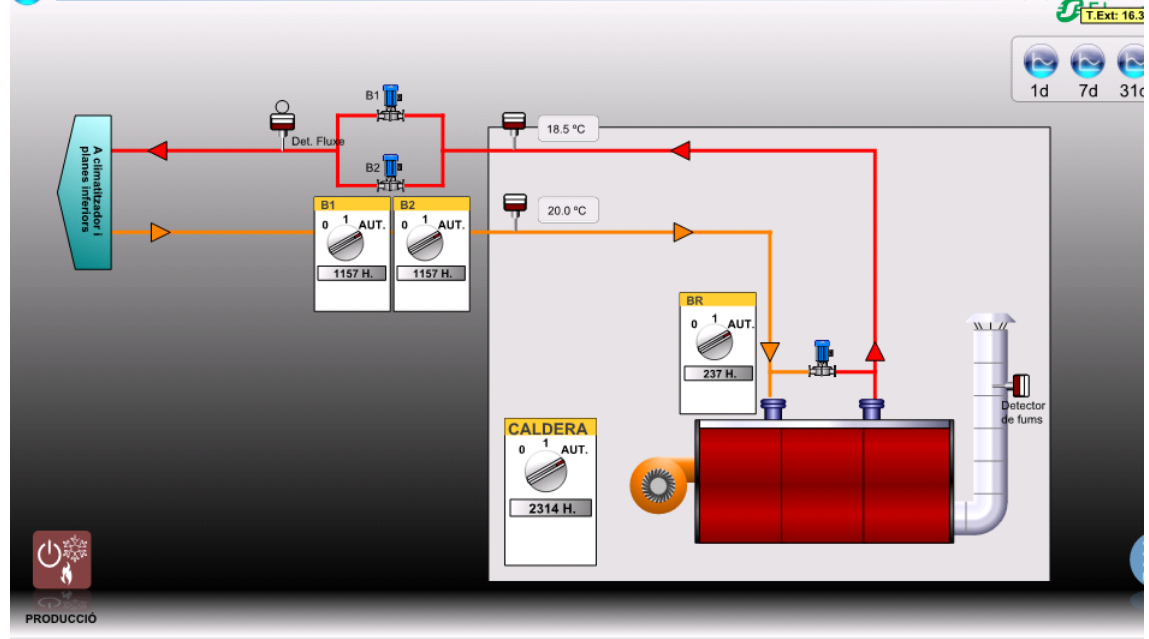 T.Ext: 16.3
1d 7d 31d
B1
Det. Fluxe
18.5 ºC
A climatitzador i
planes inferiors
B2
B1
0 1 AUT.
1157 H.
B2
0 1 AUT.
1157 H.
20.0 ºC
BR
0 1 AUT.
237 H.
Detector
de fums
CALDERA
0 1 AUT.
2314 H.
PRODUCCIÓ